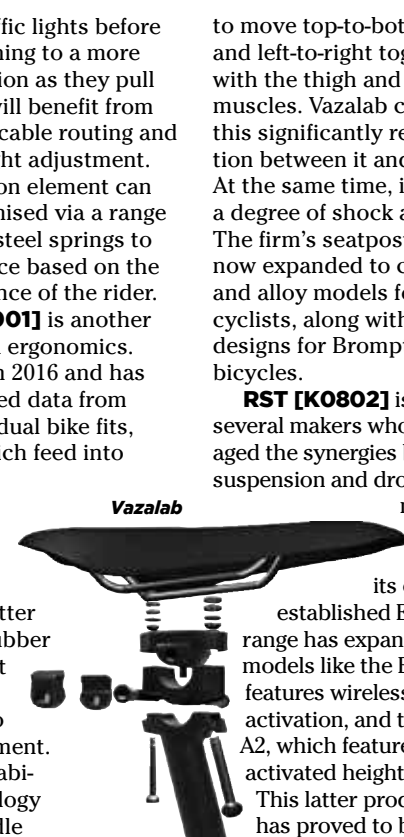 ffic lights before
ning to a more
ion as they pull
will benefit from
cable routing and
ght adjustment.
on element can
nised via a range
steel springs to
ce based on the
nce of the rider.
001] is another
l ergonomics.
n 2016 and has
ed data from
dual bike fits,
ich feed into
tter
ubber
t
o
ment.
abi-
logy
dle
to move top-to-bot
and left-to-right tog
with the thigh and
muscles. Vazalab c
this significantly re
tion between it and
At the same time, i
a degree of shock a
The firm's seatpost
now expanded to c
and alloy models fo
cyclists, along with
designs for Brompt
bicycles.
RST [K0802] is
several makers who
aged the synergies b
suspension and dro
Vazalab
its
established E
range has expan
models like the E
features wireless
activation, and t
A2, which feature
activated height
This latter prod
has proved to b